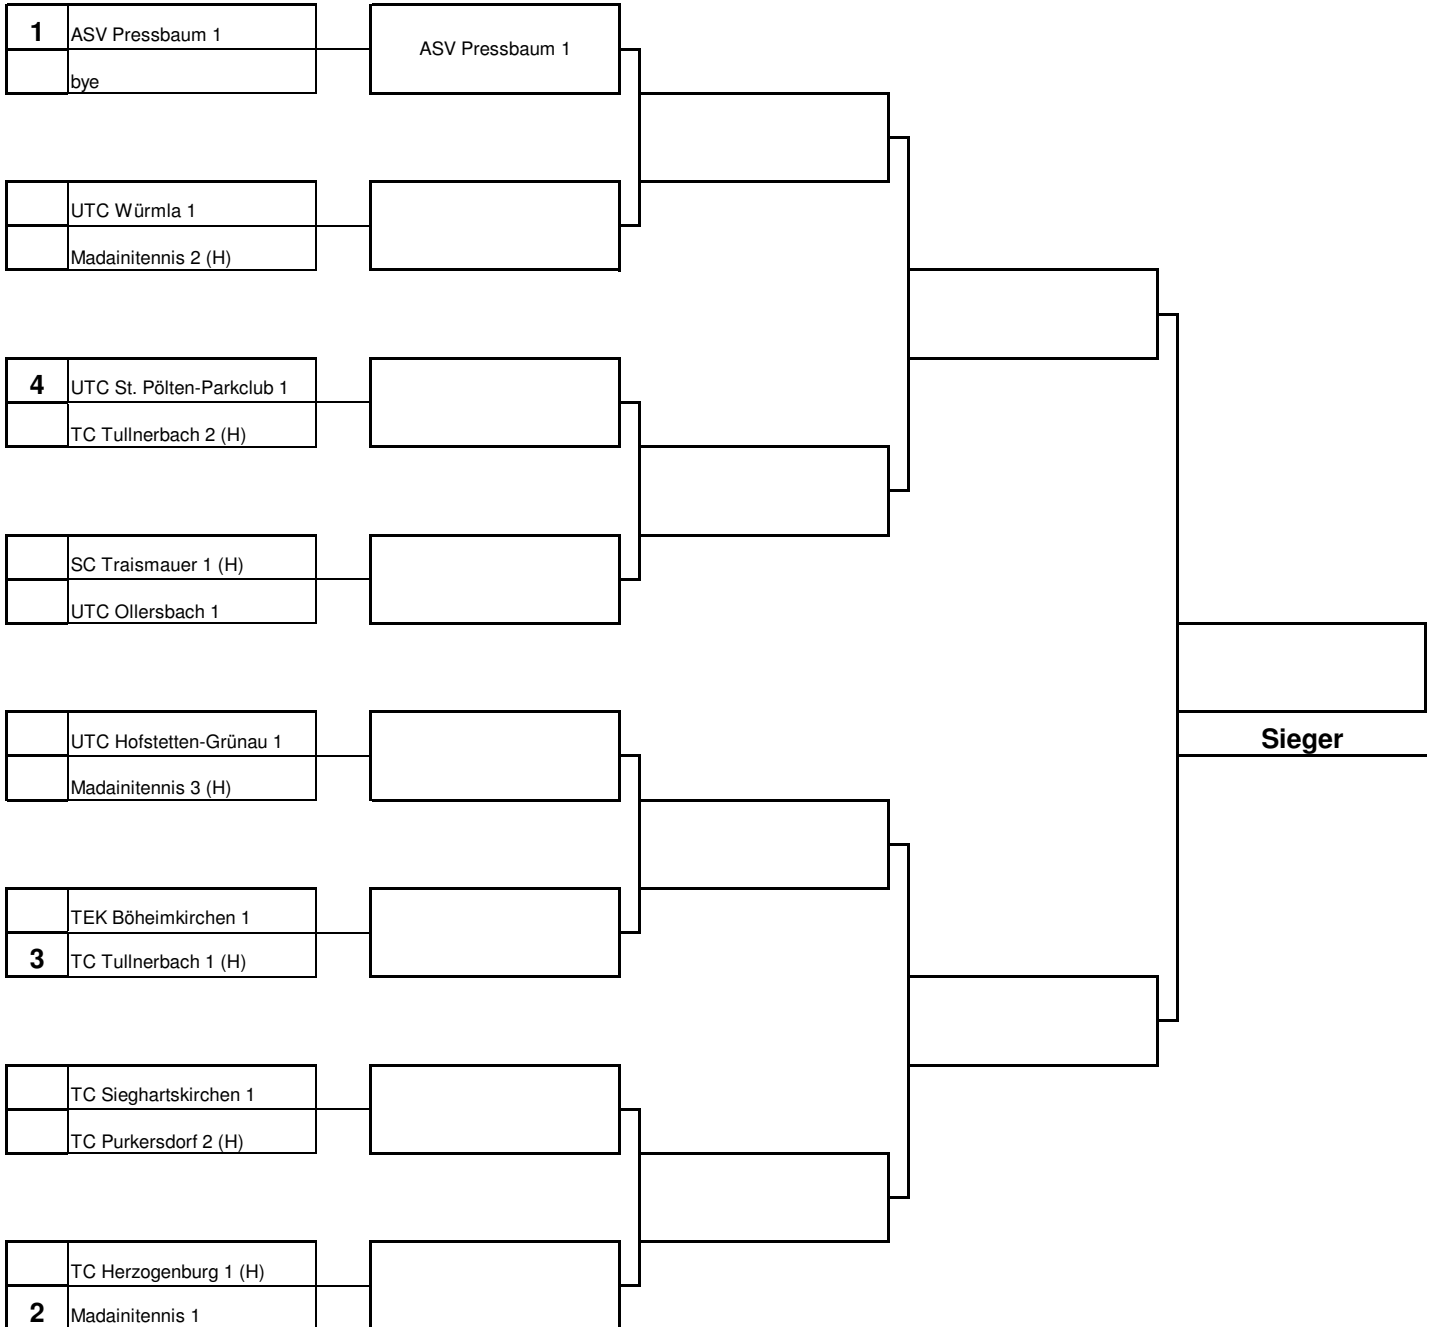 1 ASV Pressbaum 1
ASV Pressbaum 1
bye
UTC Würmla 1
Madainitennis 2 (H)
4 UTC St. Pölten-Parkclub 1
TC Tullnerbach 2 (H)
SC Traismauer 1 (H)
UTC Ollersbach 1
UTC Hofstetten-Grünau 1
Sieger
Madainitennis 3 (H)
TEK Böheimkirchen 1
3 TC Tullnerbach 1 (H)
TC Sieghartskirchen 1
TC Purkersdorf 2 (H)
TC Herzogenburg 1 (H)
2 Madainitennis 1